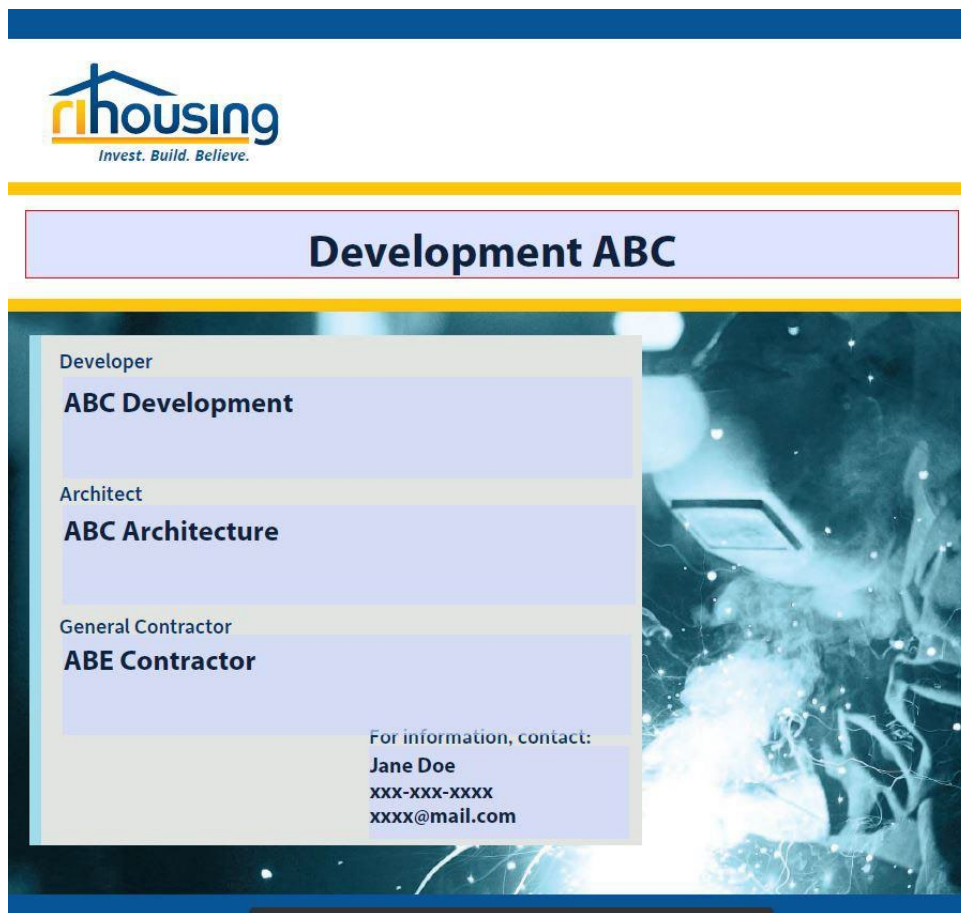 rihousing
Invest. Build. Believe.
Development ABC
Developer
ABC Development
Architect
ABC Architecture
General Contractor
ABE Contractor
For information, contact:
Jane Doe
xxx-xxx-xxxx
xxxx@mail.com